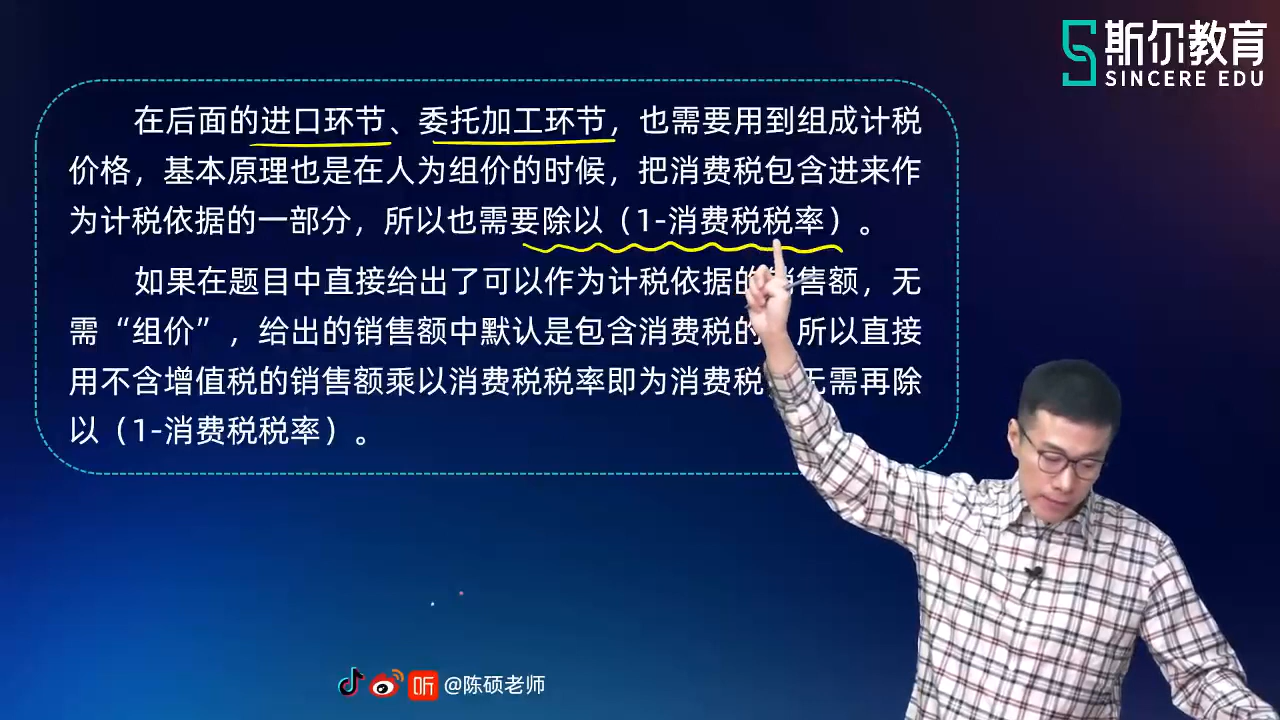 斯尔教育
SINCERE EDU
在后面的进口环节、委托加工环节，也需要用到组成计税
价格，基本原理也是在人为组价的时候，把消费税包含进来作
为计税依据的一部分，所以也需要除以（1-消费税税率）。
如果在题目中直接给出了可以作为计税依据的销售额，无
需“组价”，给出的销售额中默认是包含消费税的 所以直接
用不含增值税的销售额乘以消费税税率即为消费税，无需再除
以（1-消费税税率）。
听 @陈硕老师